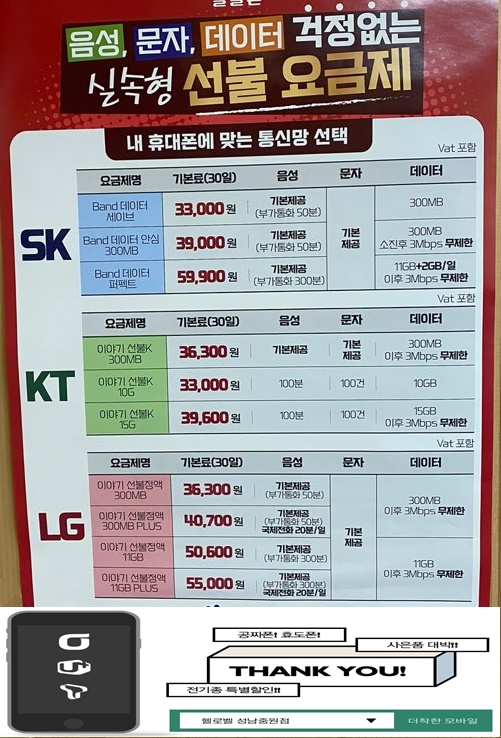 음성, 문자, 데이터 걱정없는
실속형 선불 요금제
내 휴대폰에 맞는 통신망 선택
Vat 포함
요금제명 기본료(30일) 음성 문자 데이터
SK
Band 데이터
세이브
33,000 원
기본제공
(부가통화 50분)
기본
제공
300MB
Band 데이터 안심
300MB
39,000 원
기본제공
(부가통화 50분)
300MB
소진후 3Mbps 무제한
Band 데이터
퍼펙트
59,900 원
기본제공
(부가통화 300분)
11GB+2GB/일
이후 3Mbps 무제한
Vat 포함
요금제명 기본료(30일) 음성 문자 데이터
KT
이야기 선불K
300MB
36,300 원
기본제공
기본
제공
300MB
이후 3Mbps 무제한
이야기 선불K
10G
33,000 원
100분
100건
10GB
이야기 선불K
15G
39,600 원
100분
100건
15GB
이후 3Mbps 무제한
Vat 포함
요금제명 기본료(30일) 음성 문자 데이터
LG
이야기 선불정액
300MB
36,300 원
기본제공
(부가통화 50분)
기본
제공
300MB
이후 3Mbps 무제한
이야기 선불정액
300MB PLUS
40,700 원
기본제공
(부가통화 50분)
국제전화 20분/일
이야기 선불정액
11GB
50,600 원
기본제공
(부가통화 300분)
11GB
이후 3Mbps 무제한
이야기 선불정액
11GB PLUS
55,000 원
기본제공
(부가통화 300분)
국제전화 20분/일
공짜폰! 효도폰!
사은품 대박!!
THANK YOU!
전기종 특별할인!!
헬로벨 성남중원점
더착한 모바일